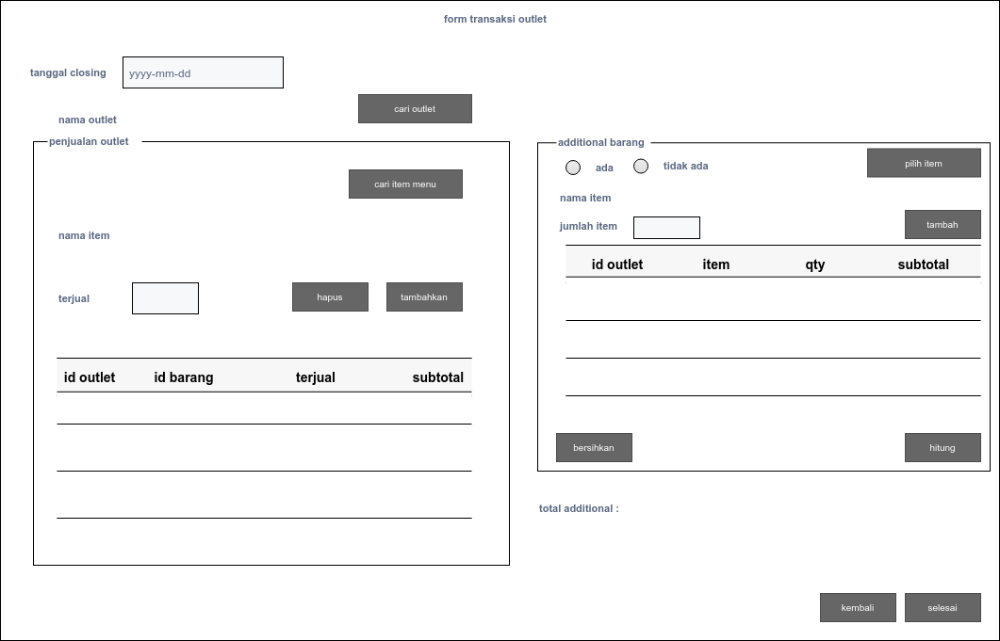 form transaksi outlet
tanggal closing
yyyy-mm-dd
cari outlet
nama outlet
penjualan outlet
cari item menu
nama item
terjual
hapus
tambahkan
id outlet id barang terjual subtotal
additional barang
ada
tidak ada
pilih item
nama item
jumlah item
tambah
id outlet item qty subtotal
bersihkan
hitung
total additional :
kembali
selesai